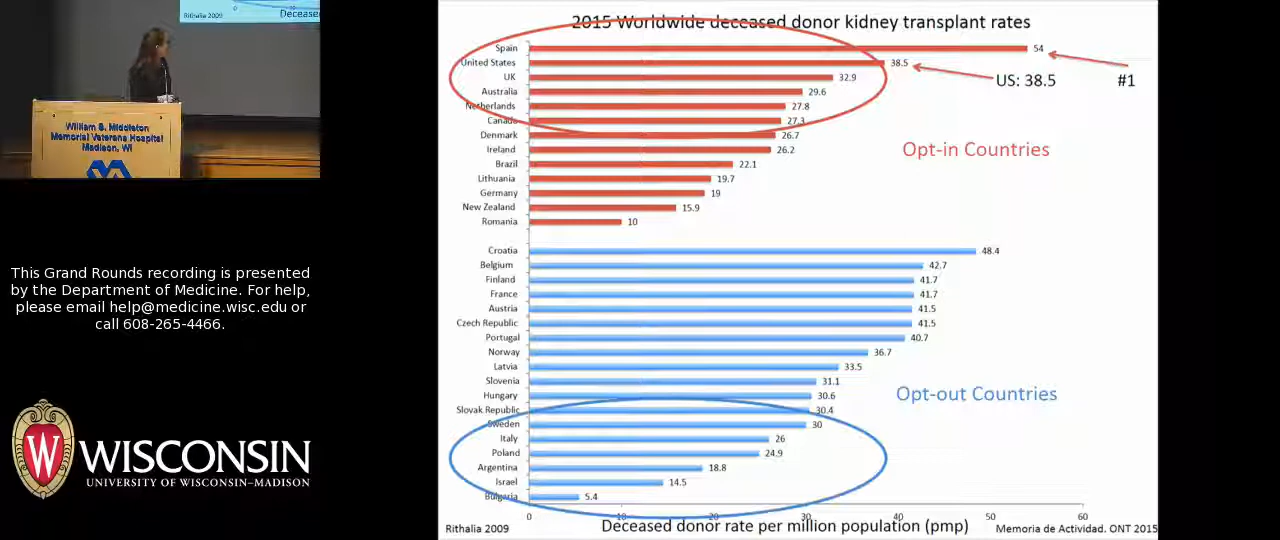 Rithalia 2009
Deceased
William S. Middleton
Memorial Veterans Hospital
Madison, WI
This Grand Rounds recording is presented
by the Department of Medicine. For help,
please email help@medicine.wisc.edu or
call 608-265-4466.
W
WISCONSIN
UNIVERSITY OF WISCONSIN–MADISON
2015 Worldwide deceased donor kidney transplant rates
Spain 54
United States 38.5
US: 38.5
#1
UK 32.9
Australia 29.6
Netherlands 27.8
Canada 27.3
Denmark 26.7
Ireland 26.2
Opt-in Countries
Brazil 22.1
Lithuania 19.7
Germany 19
New Zealand 15.9
Romania 10
Croatia 48.4
Belgium 42.7
Finland 41.7
France 41.7
Austria 41.5
Czech Republic 41.5
Portugal 40.7
Norway 36.7
Latvia 33.5
Slovenia 31.1
Hungary 30.6
Opt-out Countries
Slovak Republic 30.4
Sweden 30
Italy 26
Poland 24.9
Argentina 18.8
Israel 14.5
Bulgaria 5.4
0 10 20 30 40 50 60
Rithalia 2009
Deceased donor rate per million population (pmp)
Memoria de Actividad. ONT 2015